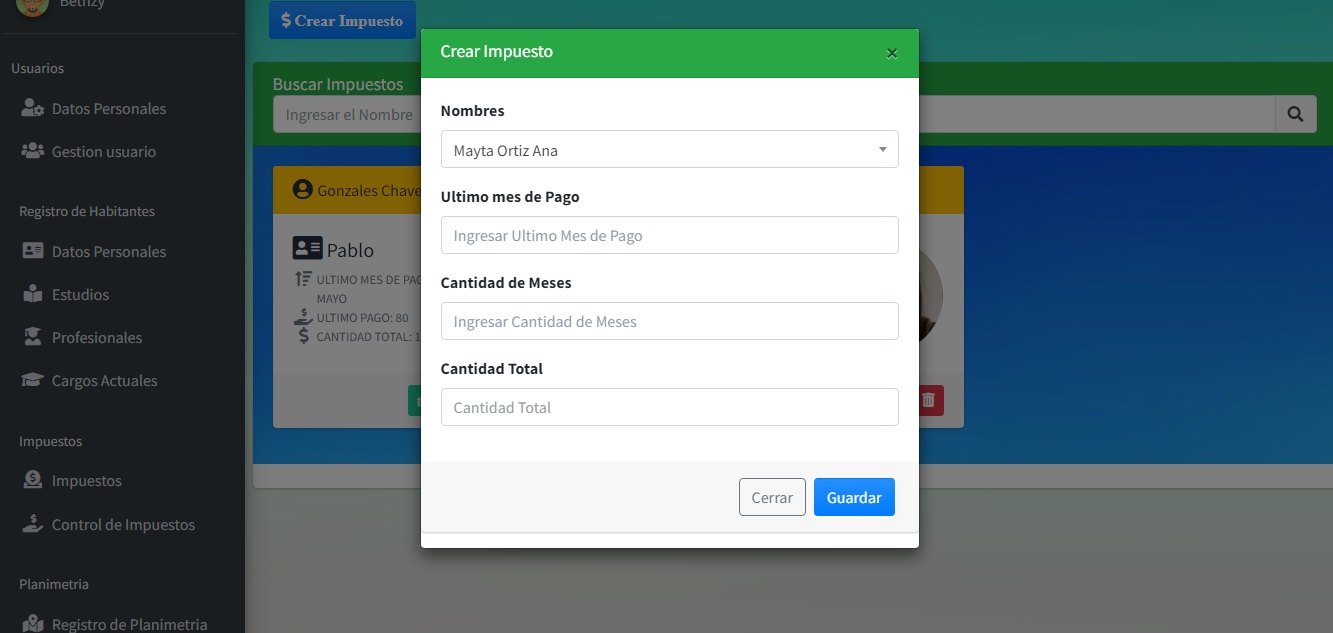 Bethzy
Usuarios
Datos Personales
Gestion usuario
Registro de Habitantes
Datos Personales
Estudios
Profesionales
Cargos Actuales
Impuestos
Impuestos
Control de Impuestos
Planimetria
Registro de Planimetria
$ Crear Impuesto
Buscar Impuestos
Ingresar el Nombre
Gonzales Chave
Pablo
ULTIMO MES DE PAG
MAYO
ULTIMO PAGO: 80
CANTIDAD TOTAL: 1
Crear Impuesto ×
Nombres
Mayta Ortiz Ana
Ultimo mes de Pago
Ingresar Ultimo Mes de Pago
Cantidad de Meses
Ingresar Cantidad de Meses
Cantidad Total
Cantidad Total
Cerrar Guardar